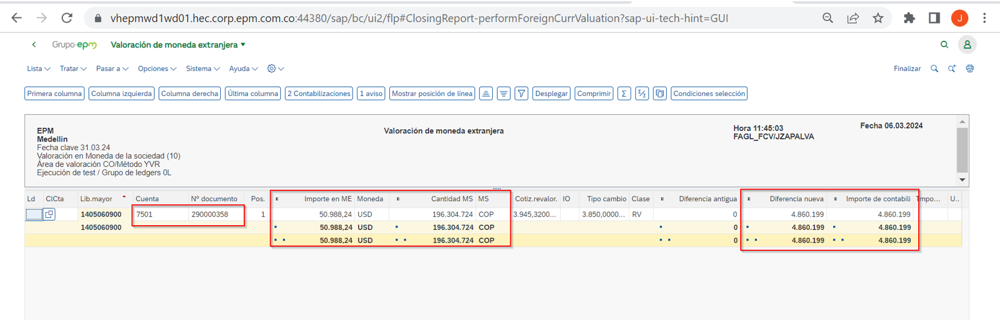 vhepmwd1wd01.hec.corp.epm.com.co:44380/sap/bc/ui2/flp#ClosingReport-performForeignCurrValuation?sap-ui-tech-hint=GUI
J
Grupo·epm Valoración de moneda extranjera
Lista Tratar Pasar a Opciones Sistema Ayuda Finalizar
Primera columna Columna izquierda Columna derecha Última columna 2 Contabilizaciones 1 aviso Mostrar posición de línea Desplegar Comprimir Σ Condiciones selección
EPM Valoración de moneda extranjera Hora 11:45:03 Fecha 06.03.2024
Medellin FAGL_FCV/JZAPALVA
Fecha clave 31.03.24
Valoración en Moneda de la sociedad (10)
Área de valoración CO/Método YVR
Ejecución de test / Grupo de ledgers 0L
Ld ClCta Lib.mayor Cuenta Nº documento Pos. Σ Importe en ME Moneda Σ Cantidad MS MS Cotiz.revalor. IO Tipo cambio Clase Σ Diferencia antigua Σ Diferencia nueva Σ Importe de contabili Tmpo... U..
1405060900 7501 290000358 1 50.988,24 USD 196.304.724 COP 3.945,3200... 3.850,0000... RV 0 4.860.199 4.860.199
1405060900 50.988,24 USD 196.304.724 COP 0 4.860.199 4.860.199
50.988,24 USD 196.304.724 COP 0 4.860.199 4.860.199